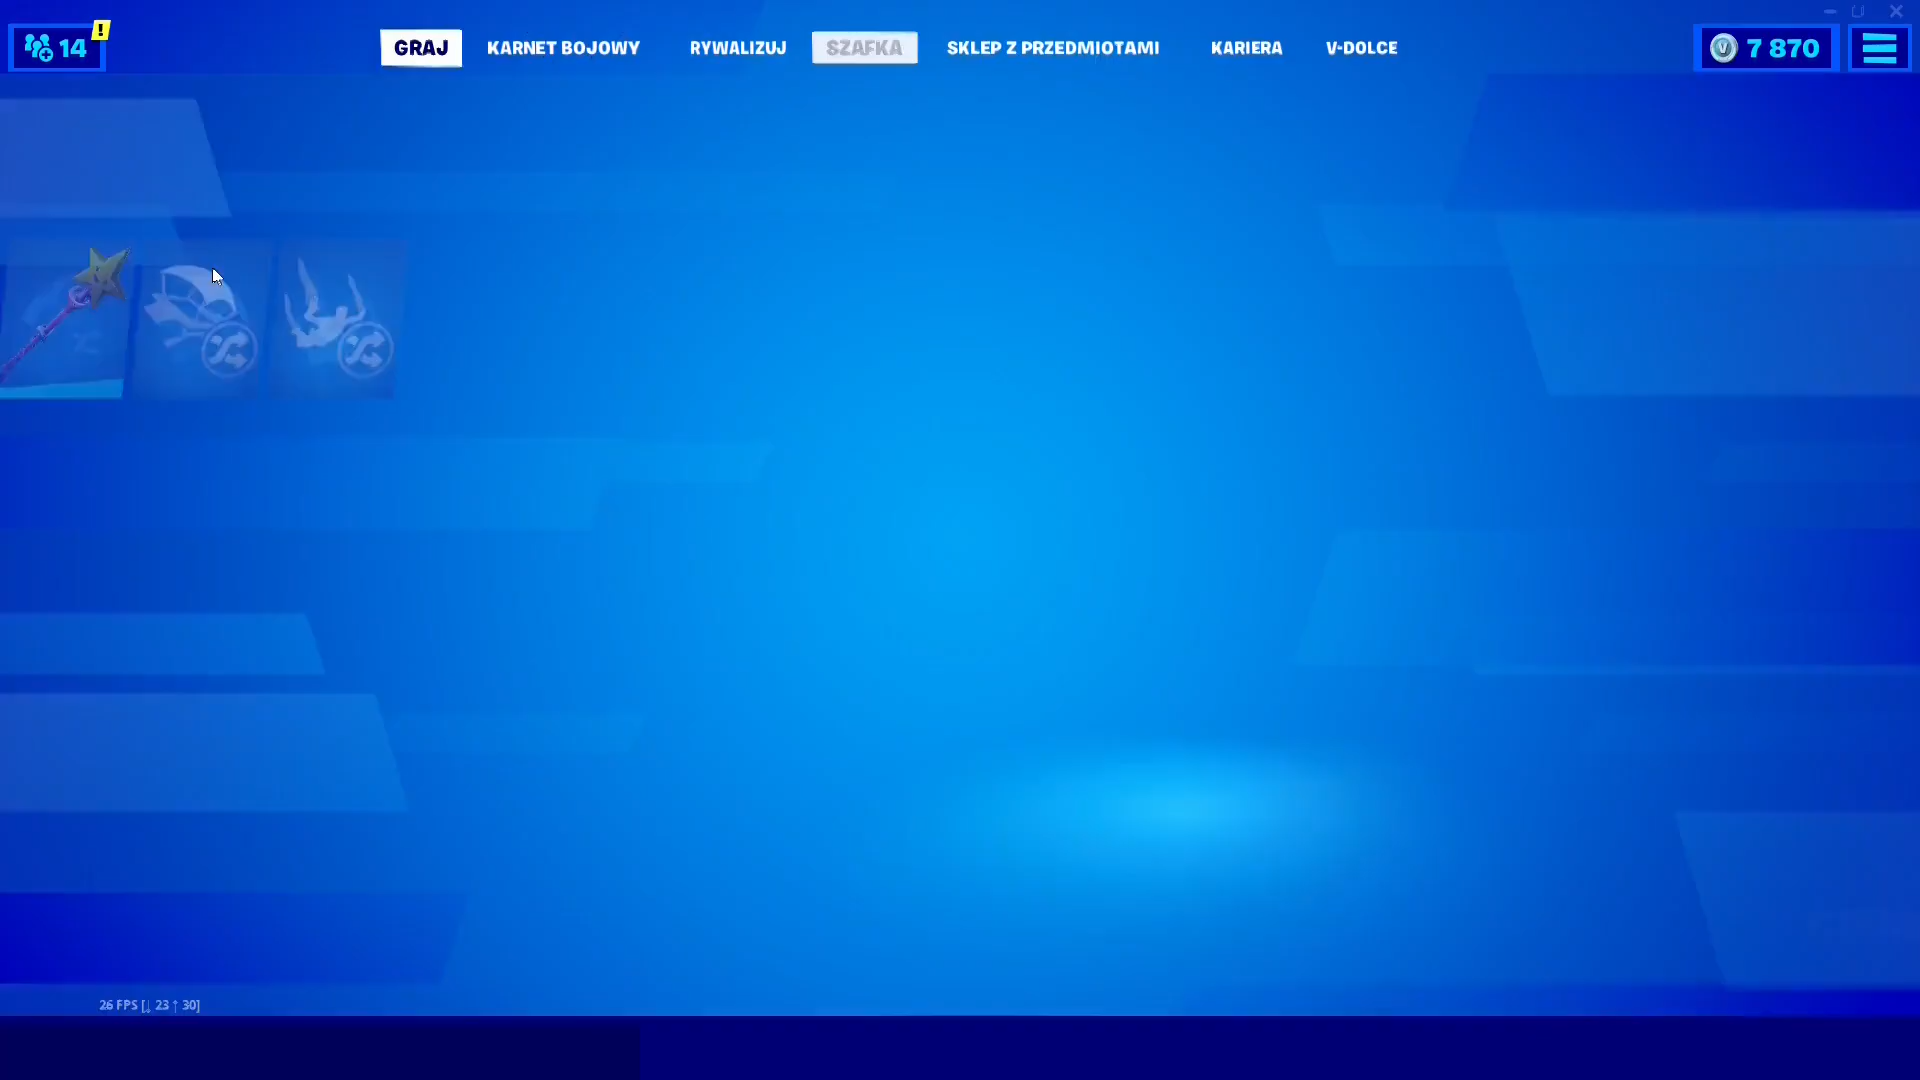 14
!
GRAJ
KARNET BOJOWY
RYWALIZUJ
SZAFKA
SKLEP Z PRZEDMIOTAMI
KARIERA
V-DOLCE
V
7 870
26 FPS [↓ 23 ↑ 30]